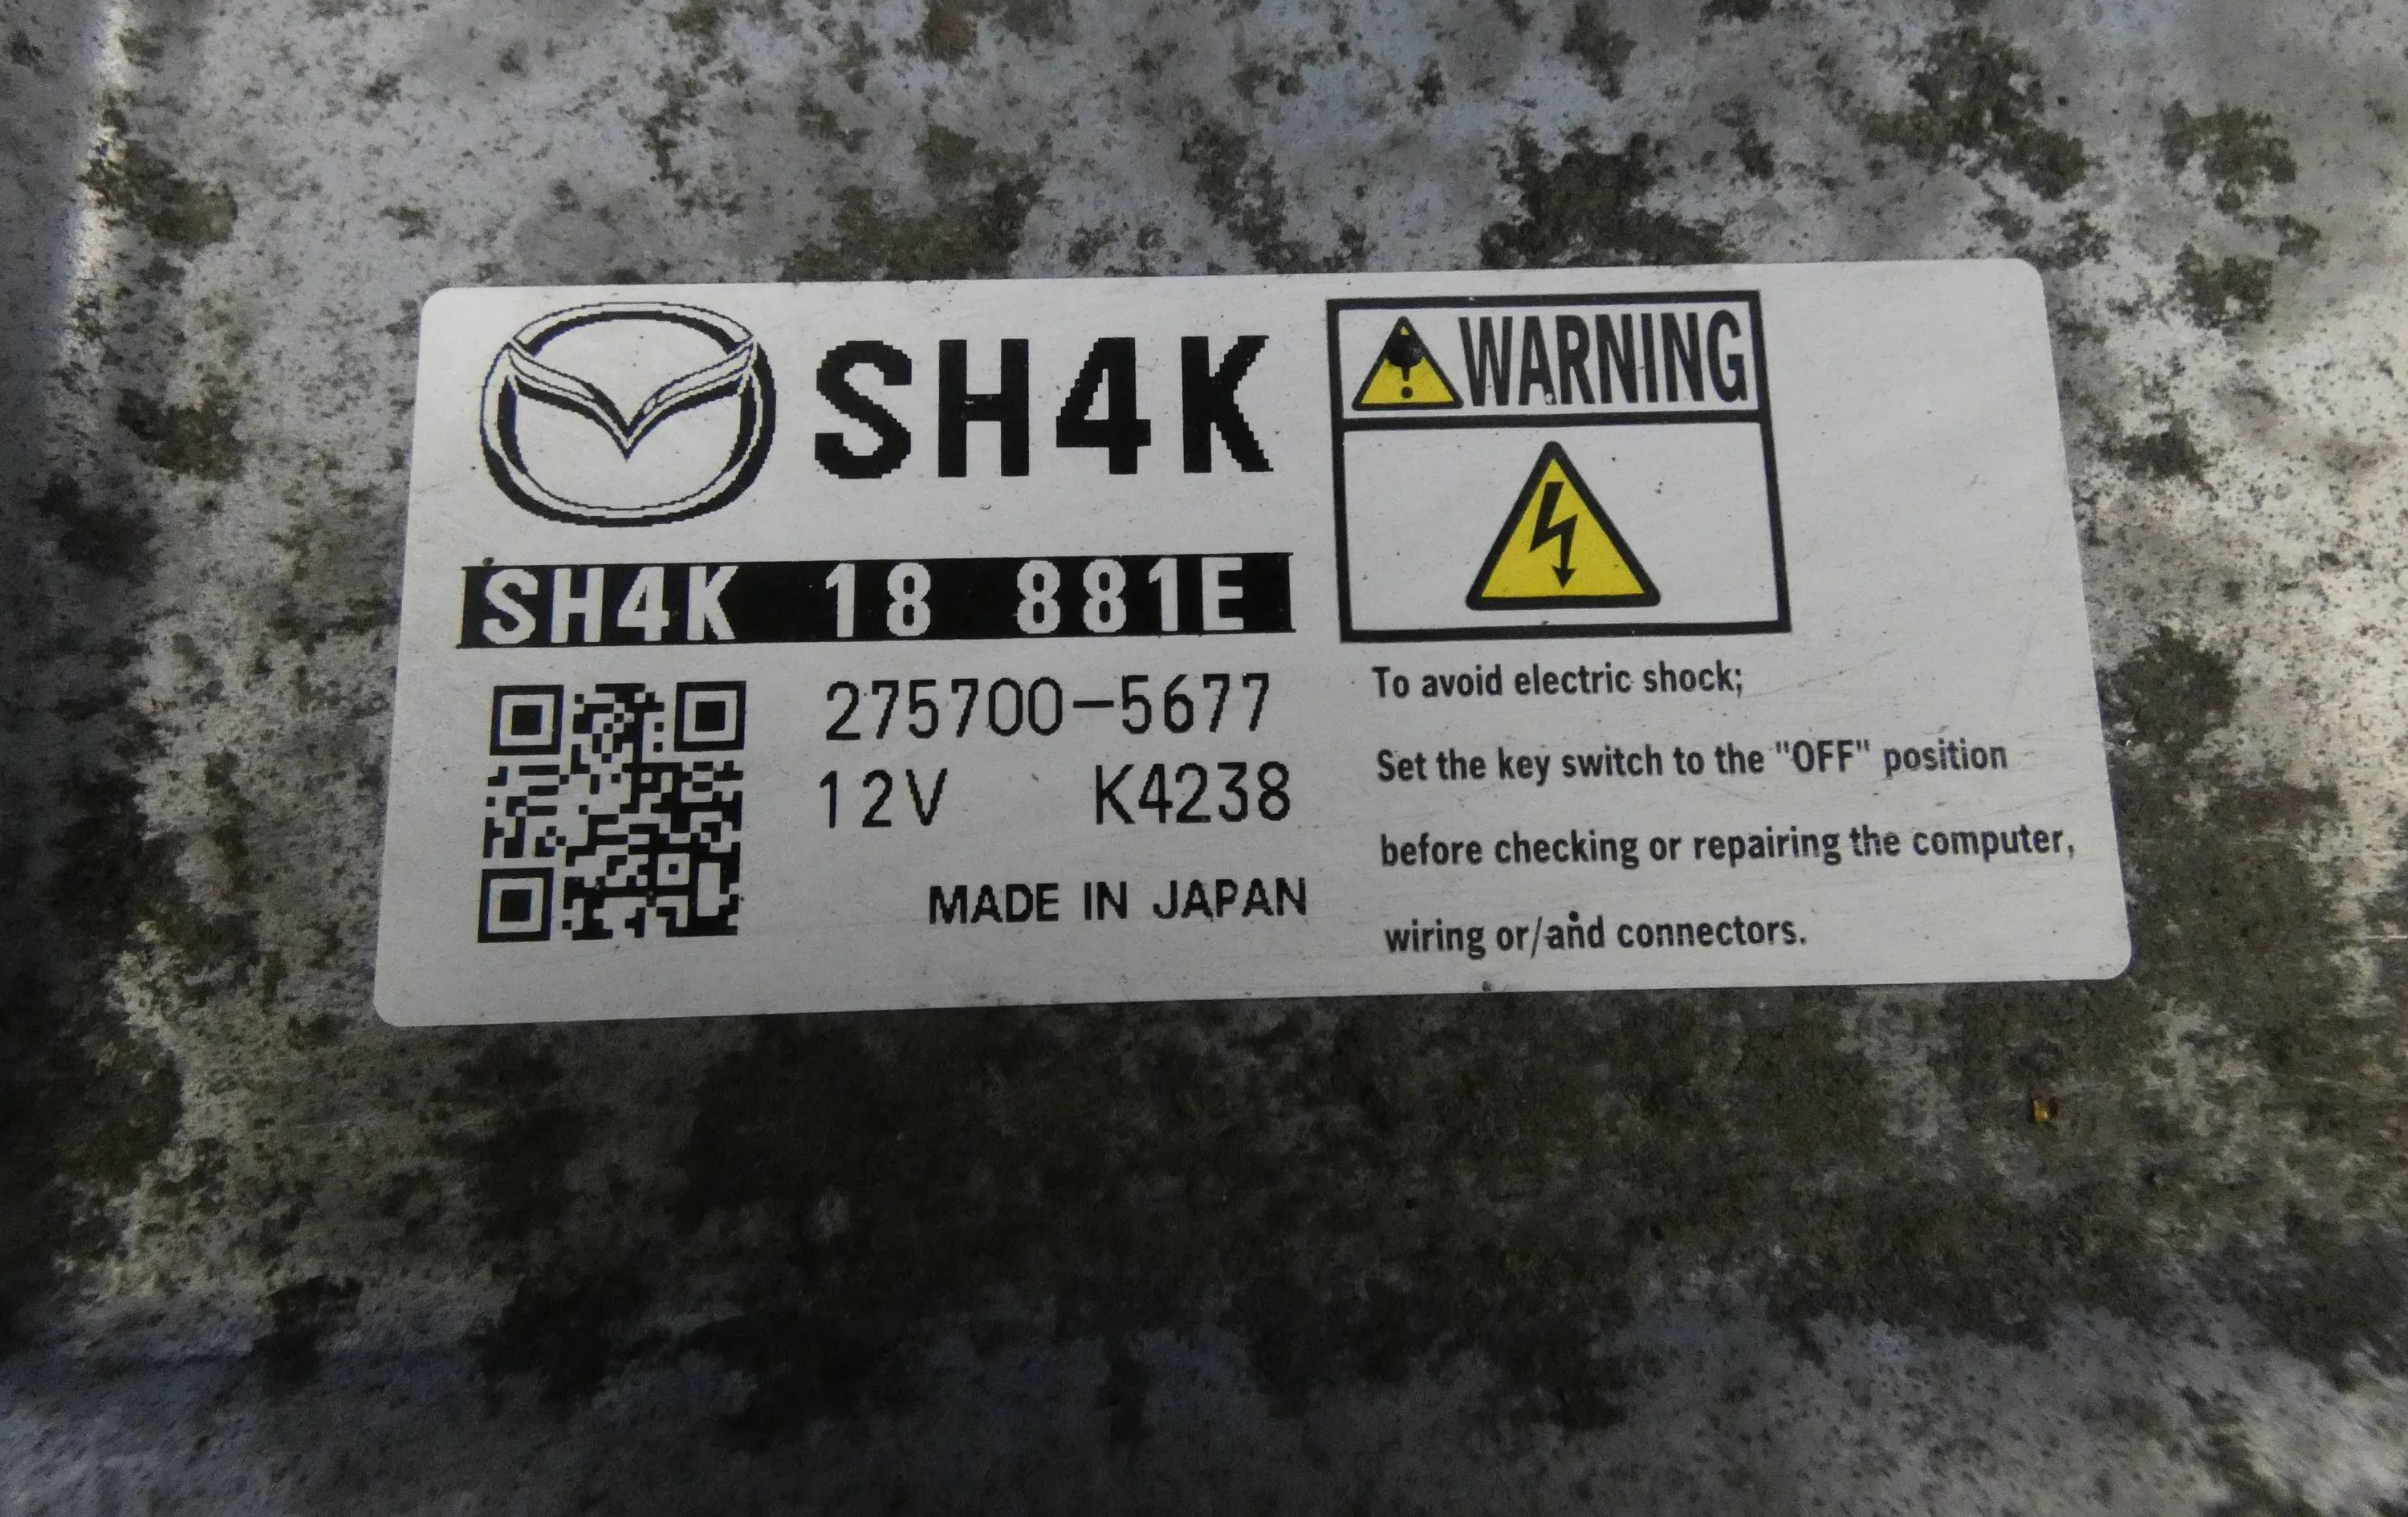 SH4K
SH4K 18 881E
275700-5677
12V K4238
MADE IN JAPAN
WARNING
To avoid electric shock;
Set the key switch to the "OFF" position
before checking or repairing the computer,
wiring or/and connectors.